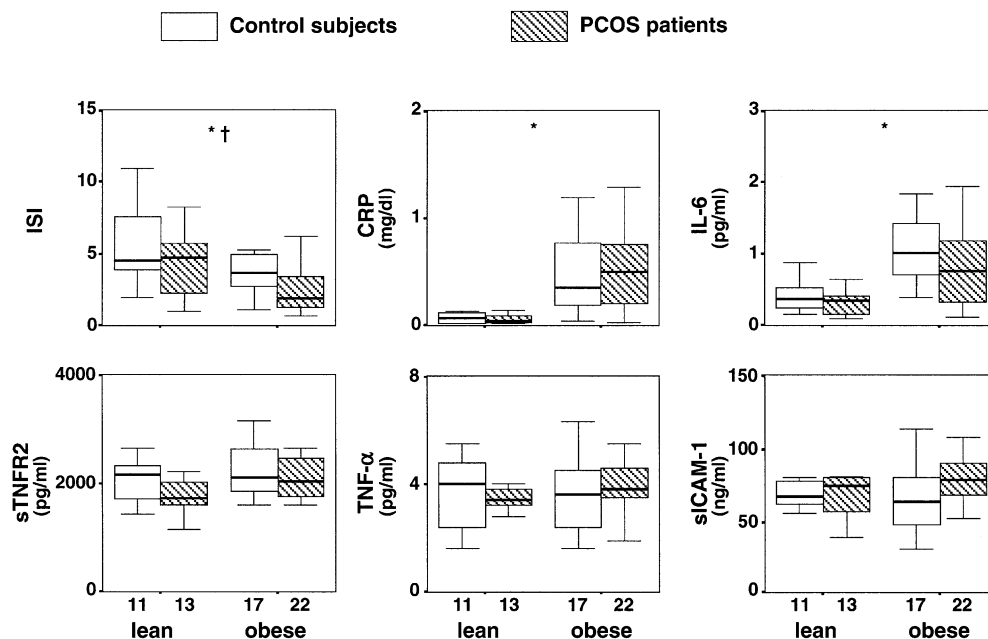 Control subjects PCOS patients
15
10
5
0
ISI
* †
2
1
0
CRP
(mg/dl)
*
3
2
1
0
IL-6
(pg/ml)
*
4000
2000
0
sTNFR2
(pg/ml)
11 13 17 22
lean obese
8
4
0
TNF-α
(pg/ml)
11 13 17 22
lean obese
150
100
50
0
sICAM-1
(ng/ml)
11 13 17 22
lean obese